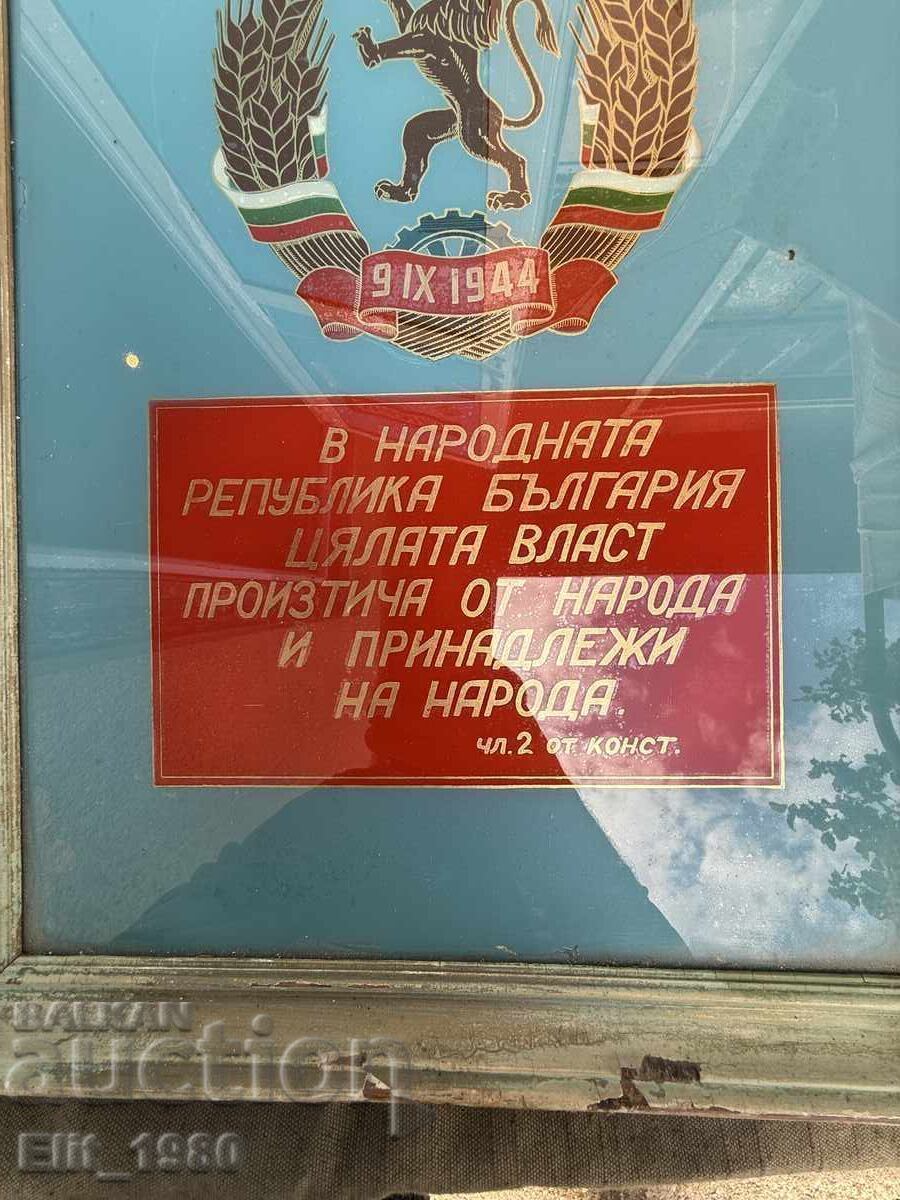 9 IX 1944
В НАРОДНАТА
РЕПУБЛИКА БЪЛГАРИЯ
ЦЯЛАТА ВЛАСТ
ПРОИЗТИЧА ОТ НАРОДА
И ПРИНАДЛЕЖИ
НА НАРОДА.
чл. 2 от конст.
BALKAN
auction
Elit_1980